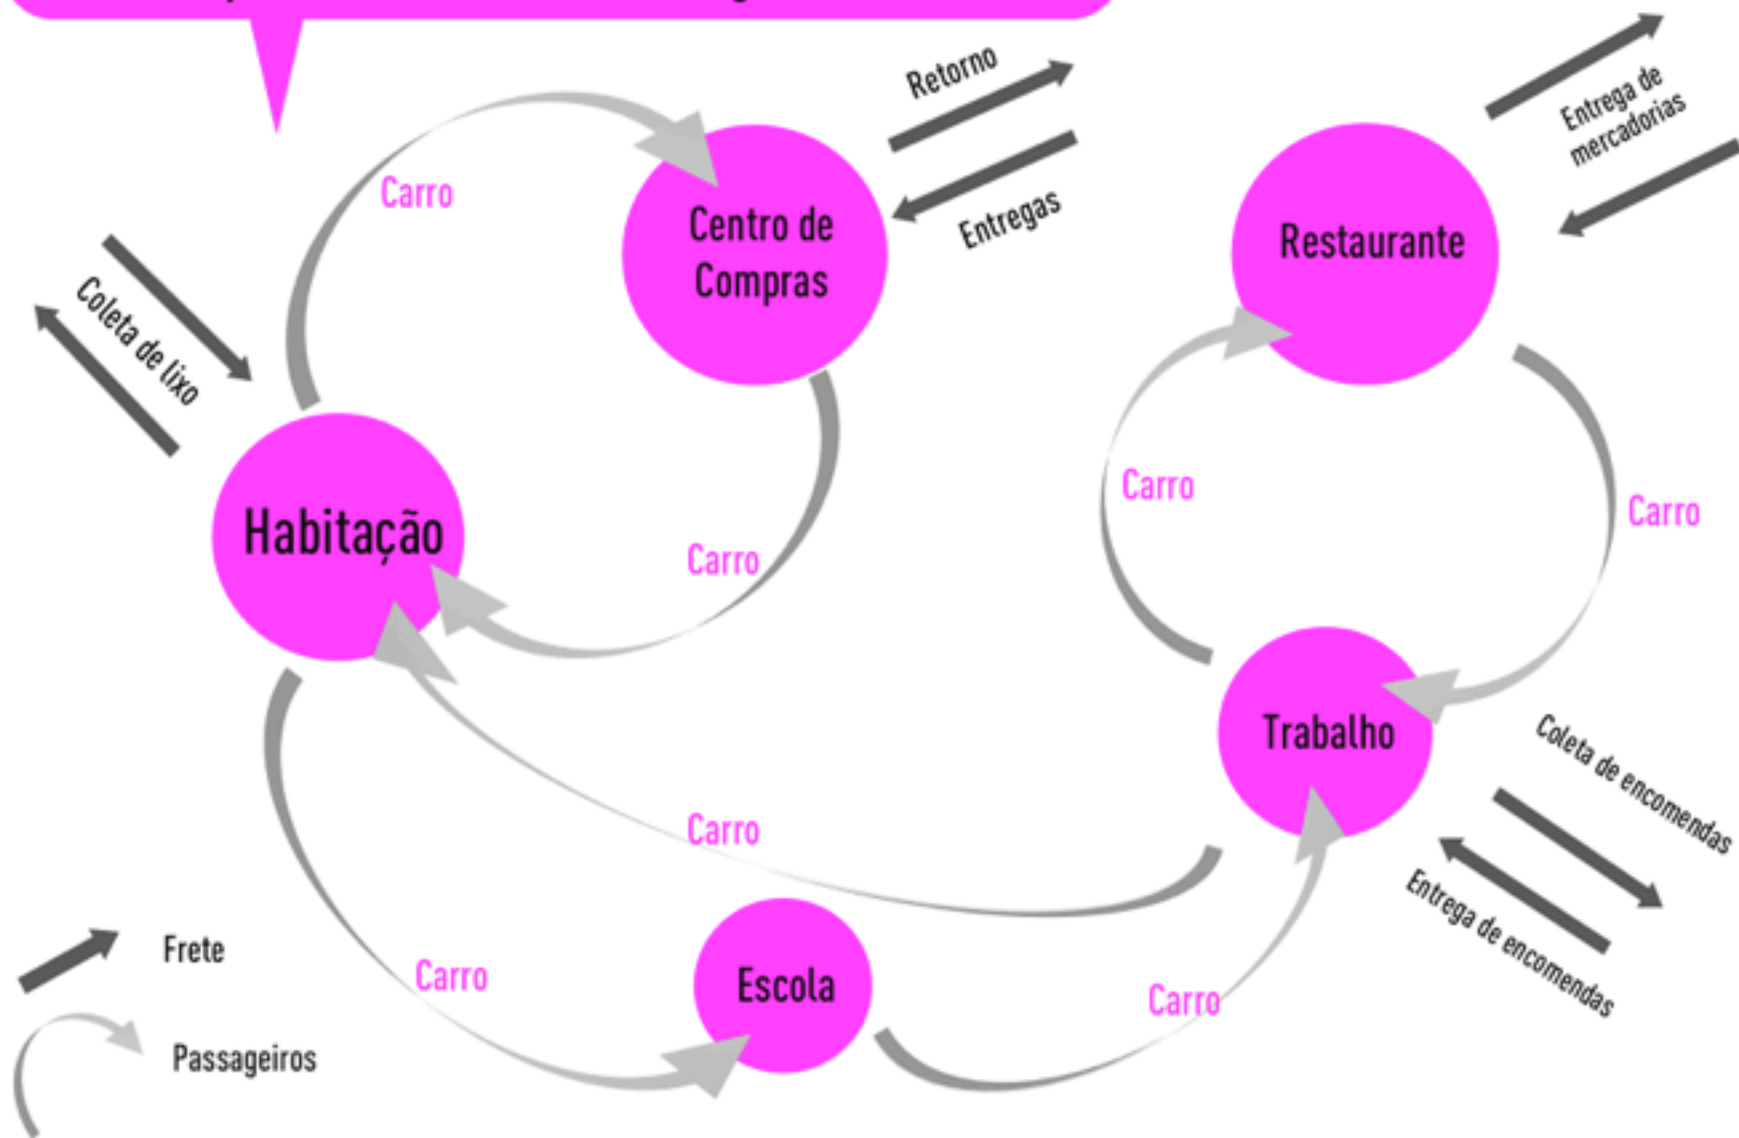 Retorno
Entrega de
mercadorias
Carro
Centro de
Compras
Entregas
Restaurante
Coleta de lixo
Carro
Carro
Habitação
Carro
Trabalho
Coleta de encomendas
Carro
Entrega de encomendas
Frete
Carro
Escola
Carro
Passageiros